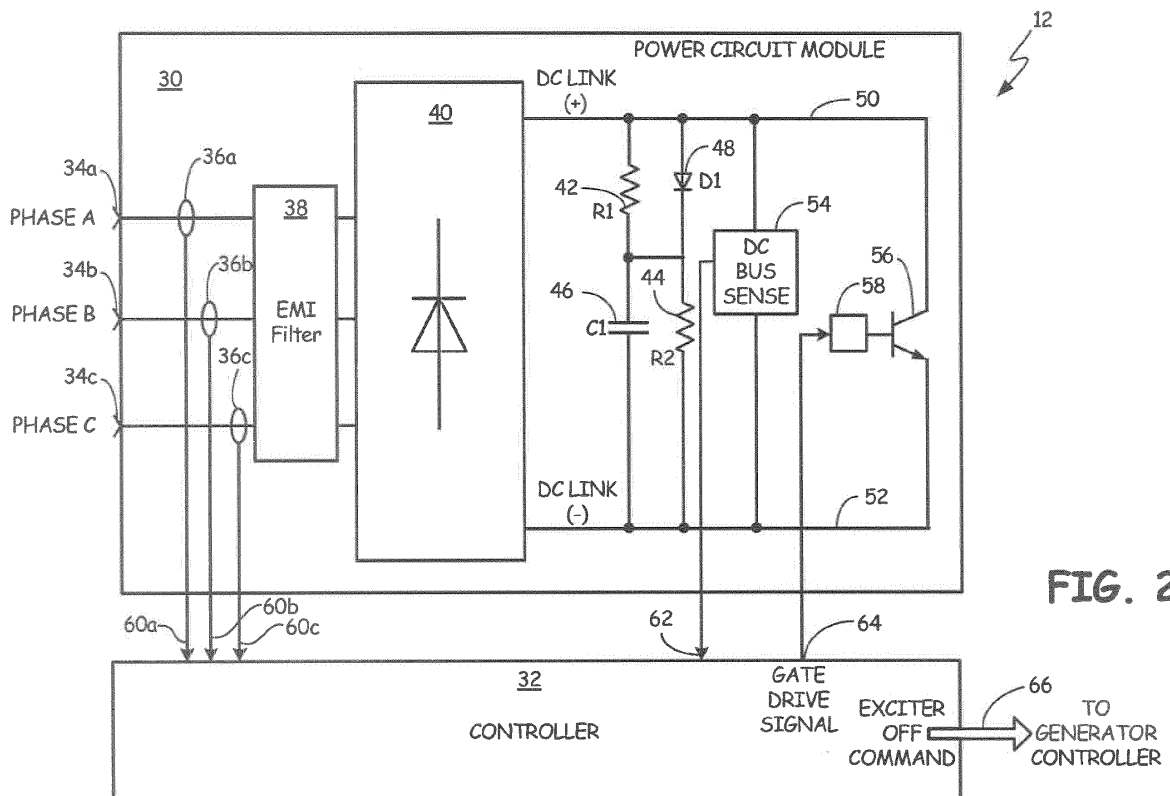 12
POWER CIRCUIT MODULE
30
DC LINK
(+)
50
40
34a
36a
48
42
D1
R1
54
PHASE A
38
DC
BUS
SENSE
56
34b
36b
46
44
58
PHASE B
EMI
Filter
C1
36c
R2
34c
PHASE C
DC LINK
(-)
52
FIG. 2
60a
60b
60c
62
64
32
GATE
DRIVE
SIGNAL
CONTROLLER
EXCITER
OFF
COMMAND
66
TO
GENERATOR
CONTROLLER